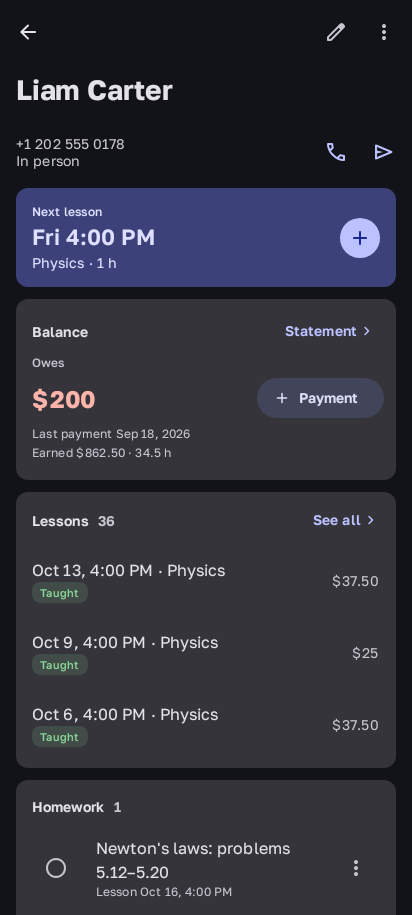 Liam Carter
+1 202 555 0178
In person
Next lesson
Fri 4:00 PM
Physics · 1 h
Balance
Statement
Owes
$200
Payment
Last payment Sep 18, 2026
Earned $862.50 · 34.5 h
Lessons 36
See all
Oct 13, 4:00 PM · Physics
Taught
$37.50
Oct 9, 4:00 PM · Physics
Taught
$25
Oct 6, 4:00 PM · Physics
Taught
$37.50
Homework 1
Newton's laws: problems
5.12–5.20
Lesson Oct 16, 4:00 PM